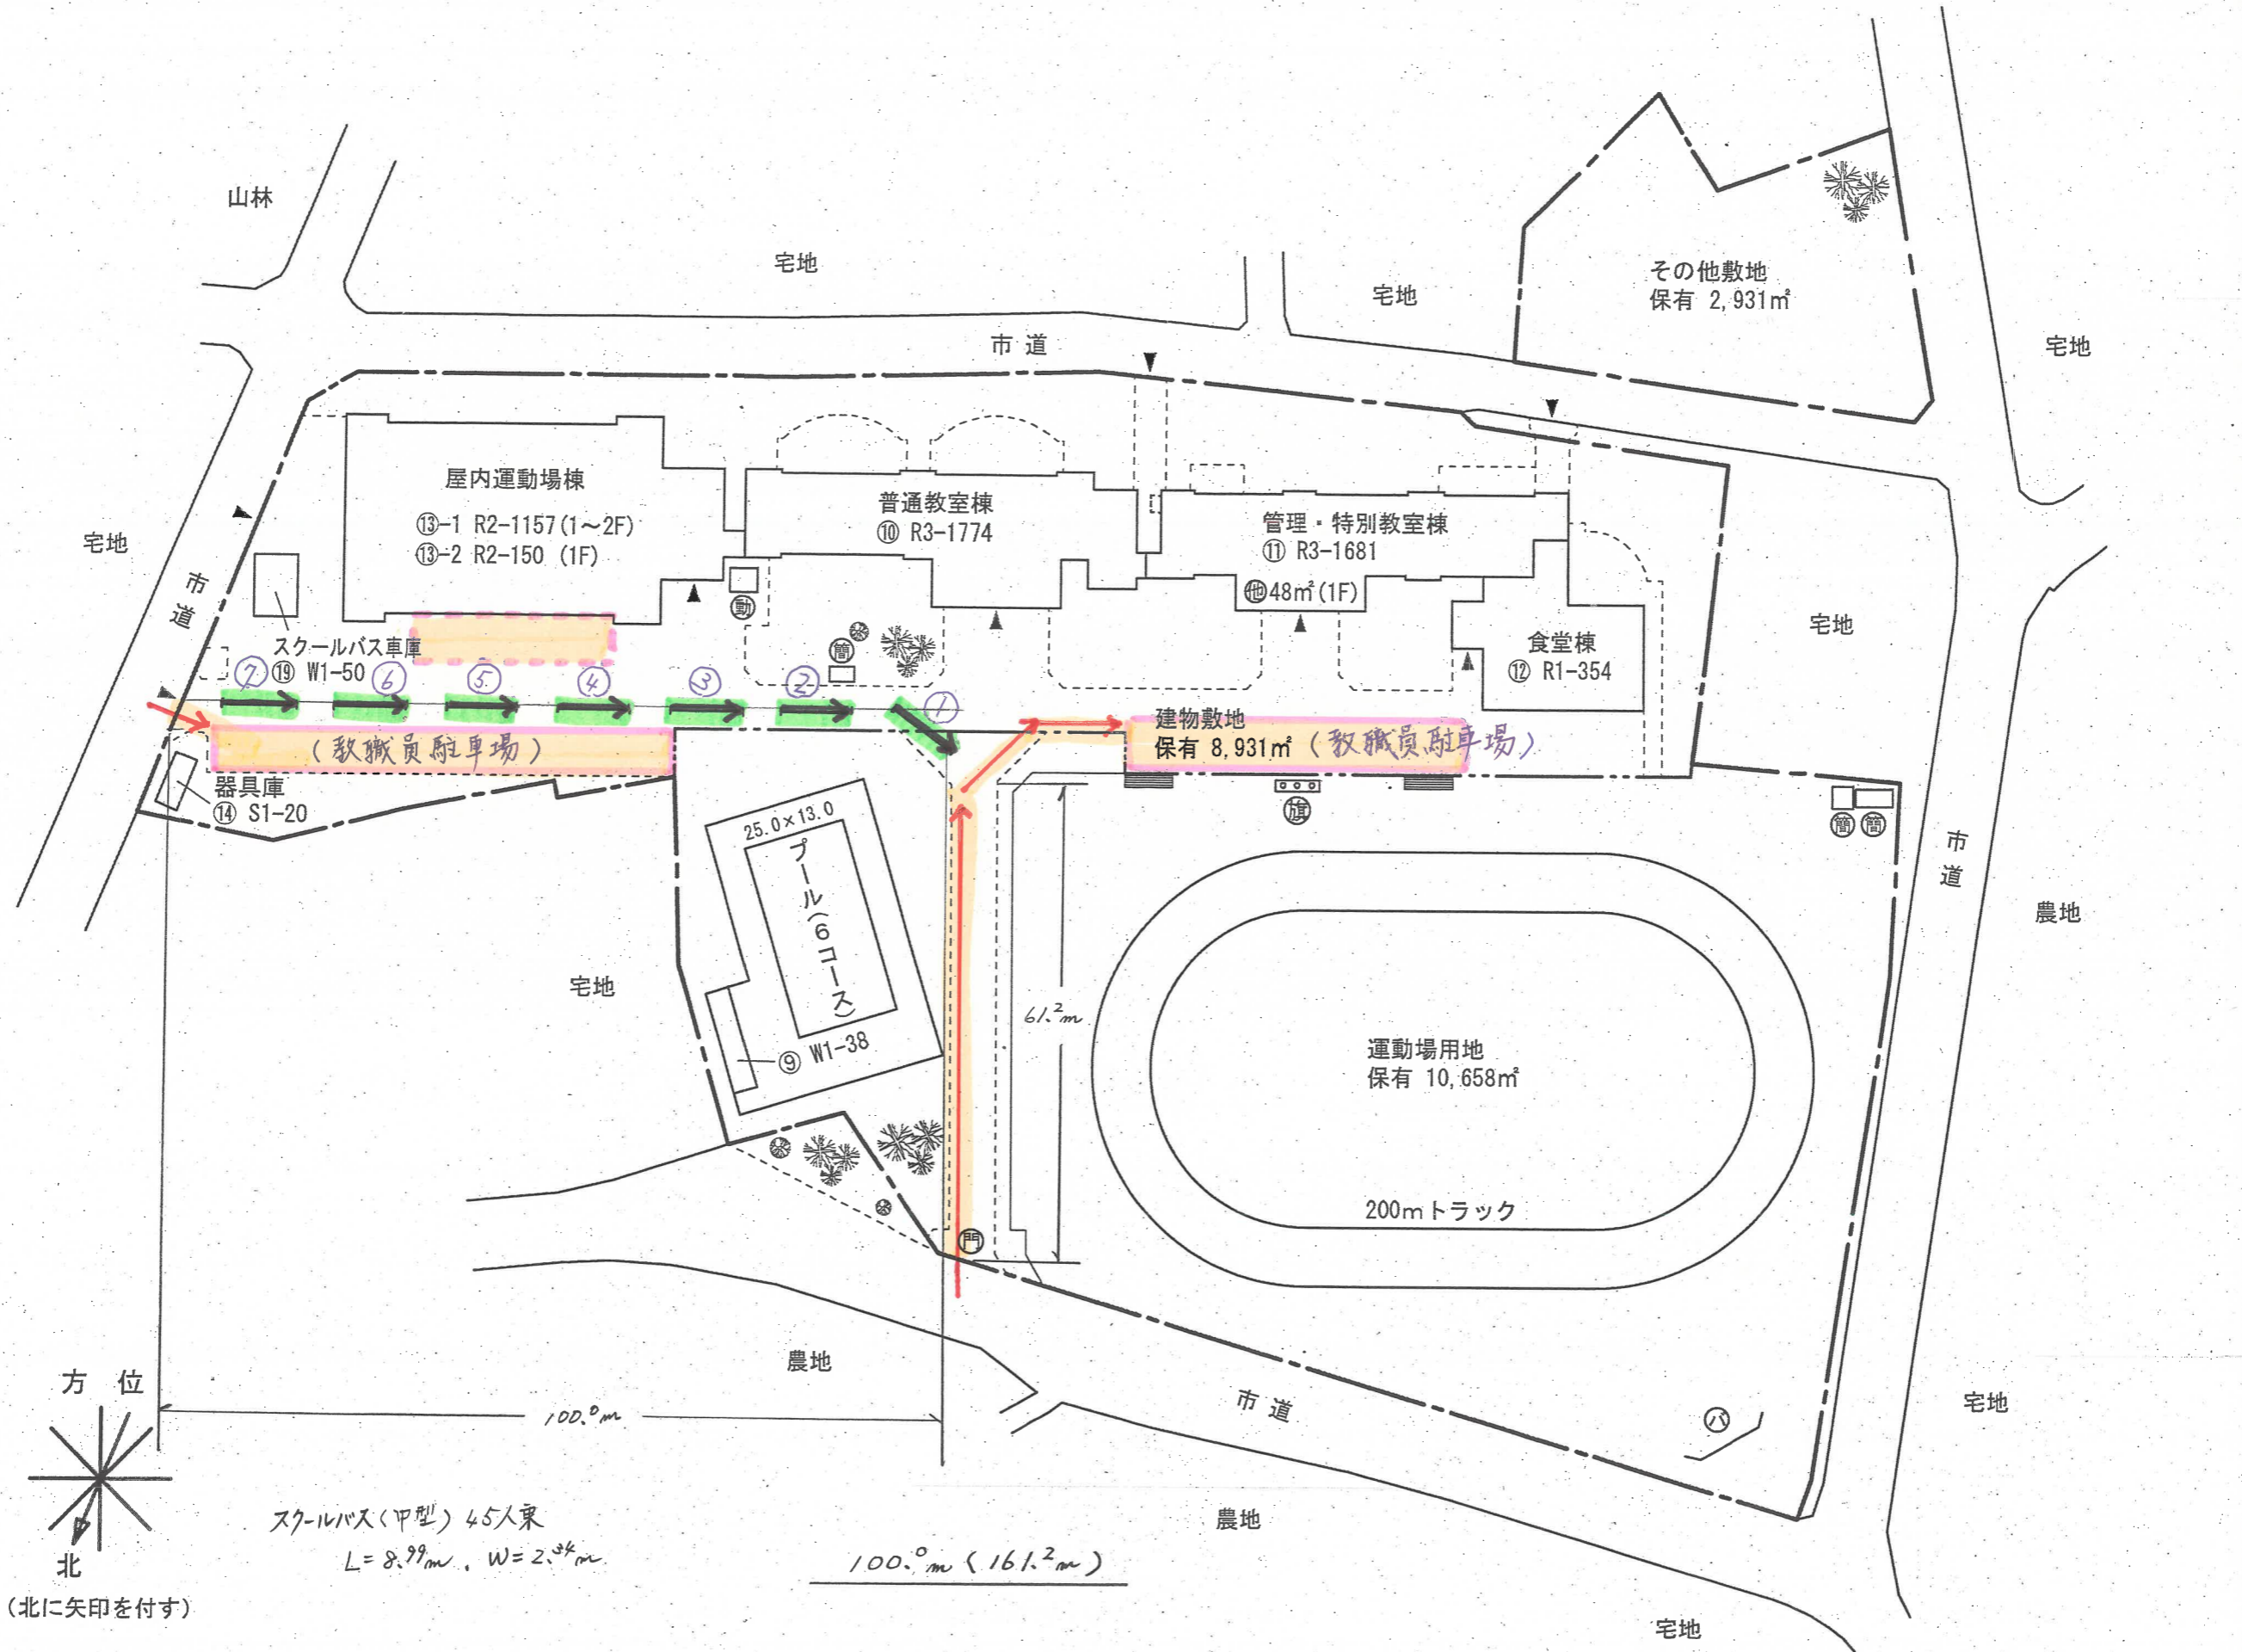 山林
宅地
宅地
その他敷地
保有 2,931㎡
宅地
市道
屋内運動場棟
⑬-1 R2-1157(1～2F)
⑬-2 R2-150 (1F)
普通教室棟
⑩ R3-1774
管理・特別教室棟
⑪ R3-1681
㊀48㎡(1F)
食堂棟
⑫ R1-354
宅地
宅地
市道
動
簡
スクールバス車庫
⑲ W1-50
⑦
⑥
⑤
④
③
②
①
(教職員駐車場)
建物敷地
保有 8,931㎡ (教職員駐車場)
器具庫
⑭ S1-20
旗
簡 簡
市道
25.0×13.0
プール(6コース)
⑨ W1-38
宅地
61.2m
農地
運動場用地
保有 10,658㎡
200mトラック
門
農地
市道
バ
宅地
方位
100.0m
北
(北に矢印を付す)
スクールバス(中型) 45人乗
L=8.99m. W=2.34m.
100.0m (161.2m)
農地
宅地